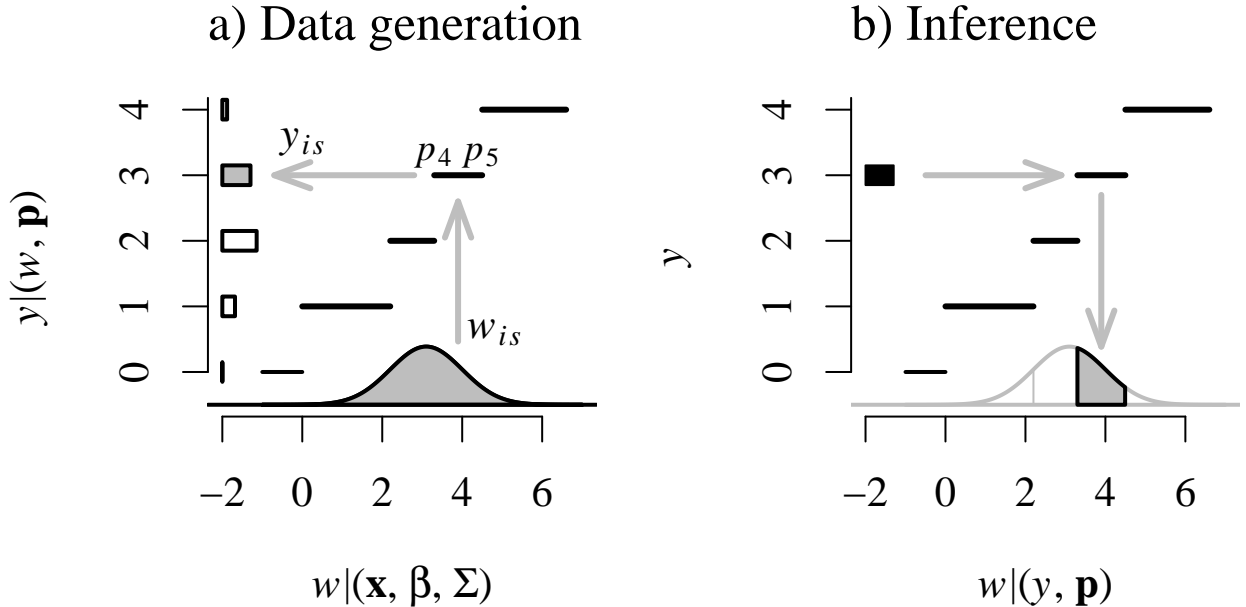 a) Data generation
b) Inference
y|(w, p)
4
3
2
1
0
y_is
p_4 p_5
w_is
−2 0 2 4 6
w|(x, β, Σ)
y
4
3
2
1
0
−2 0 2 4 6
w|(y, p)